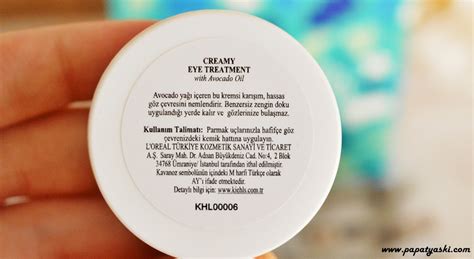 CREAMY
EYE TREATMENT
with Avocado Oil
Avocado yağı içeren bu kremsi karışım, hassas
göz çevresini nemlendirir. Benzersiz zengin doku
uygulandığı yerde kalır ve gözlerinize bulaşmaz.
Kullanım Talimatı: Parmak uçlarınızla hafifçe göz
çevrenizdeki kemik hattına uygulayın.
L'OREAL TÜRKİYE KOZMETİK SANAYİ VE TİCARET
A.Ş. Saray Mah. Dr. Adnan Büyükdeniz Cad. No:4, 2 Blok
34768 Ümraniye/ İstanbul tarafından ithal edilmiştir.
Kavanoz sembolünün içindeki M harfi Türkçe olarak
AY'ı ifade etmektedir.
Detaylı bilgi için: www.kiehls.com.tr
KHL00006
www.papatyaski.com